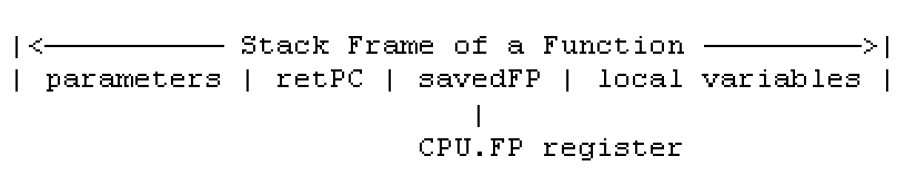 |<────────── Stack Frame of a Function ─────────>|
| parameters | retPC | savedFP | local variables |
|
CPU.FP register